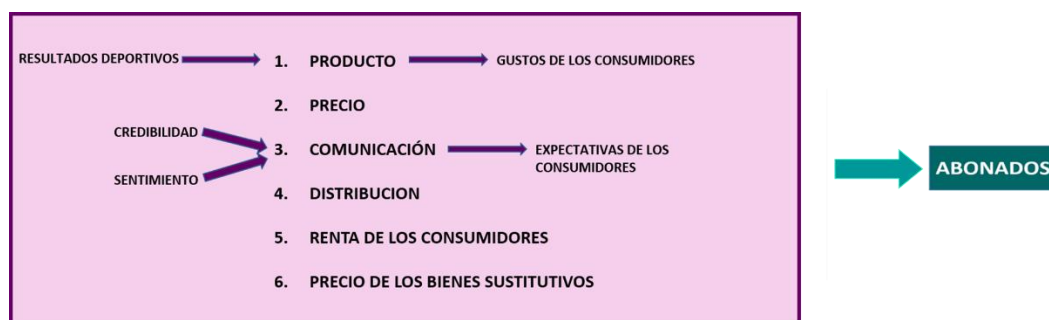 RESULTADOS DEPORTIVOS
1. PRODUCTO
GUSTOS DE LOS CONSUMIDORES
2. PRECIO
CREDIBILIDAD
3. COMUNICACIÓN
EXPECTATIVAS DE LOS
CONSUMIDORES
SENTIMIENTO
4. DISTRIBUCION
5. RENTA DE LOS CONSUMIDORES
6. PRECIO DE LOS BIENES SUSTITUTIVOS
ABONADOS